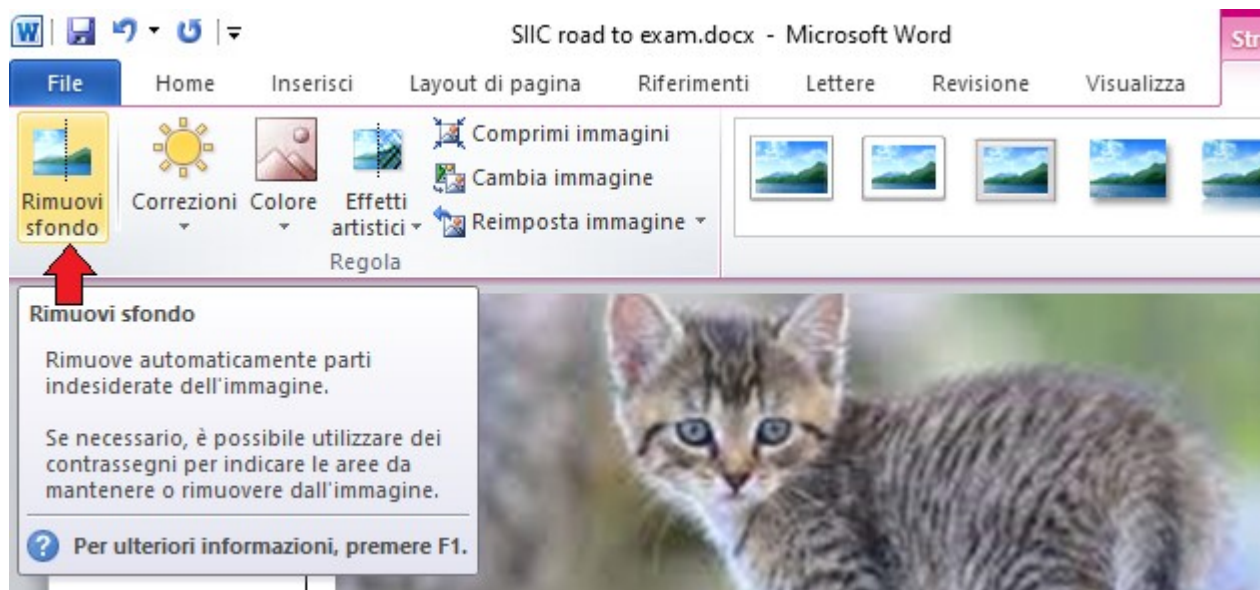 SIIC road to exam.docx - Microsoft Word
Str
File Home Inserisci Layout di pagina Riferimenti Lettere Revisione Visualizza
Rimuovi sfondo
Correzioni
Colore
Effetti artistici
Comprimi immagini
Cambia immagine
Reimposta immagine
Regola
Rimuovi sfondo
Rimuove automaticamente parti
indesiderate dell'immagine.
Se necessario, è possibile utilizzare dei
contrassegni per indicare le aree da
mantenere o rimuovere dall'immagine.
Per ulteriori informazioni, premere F1.